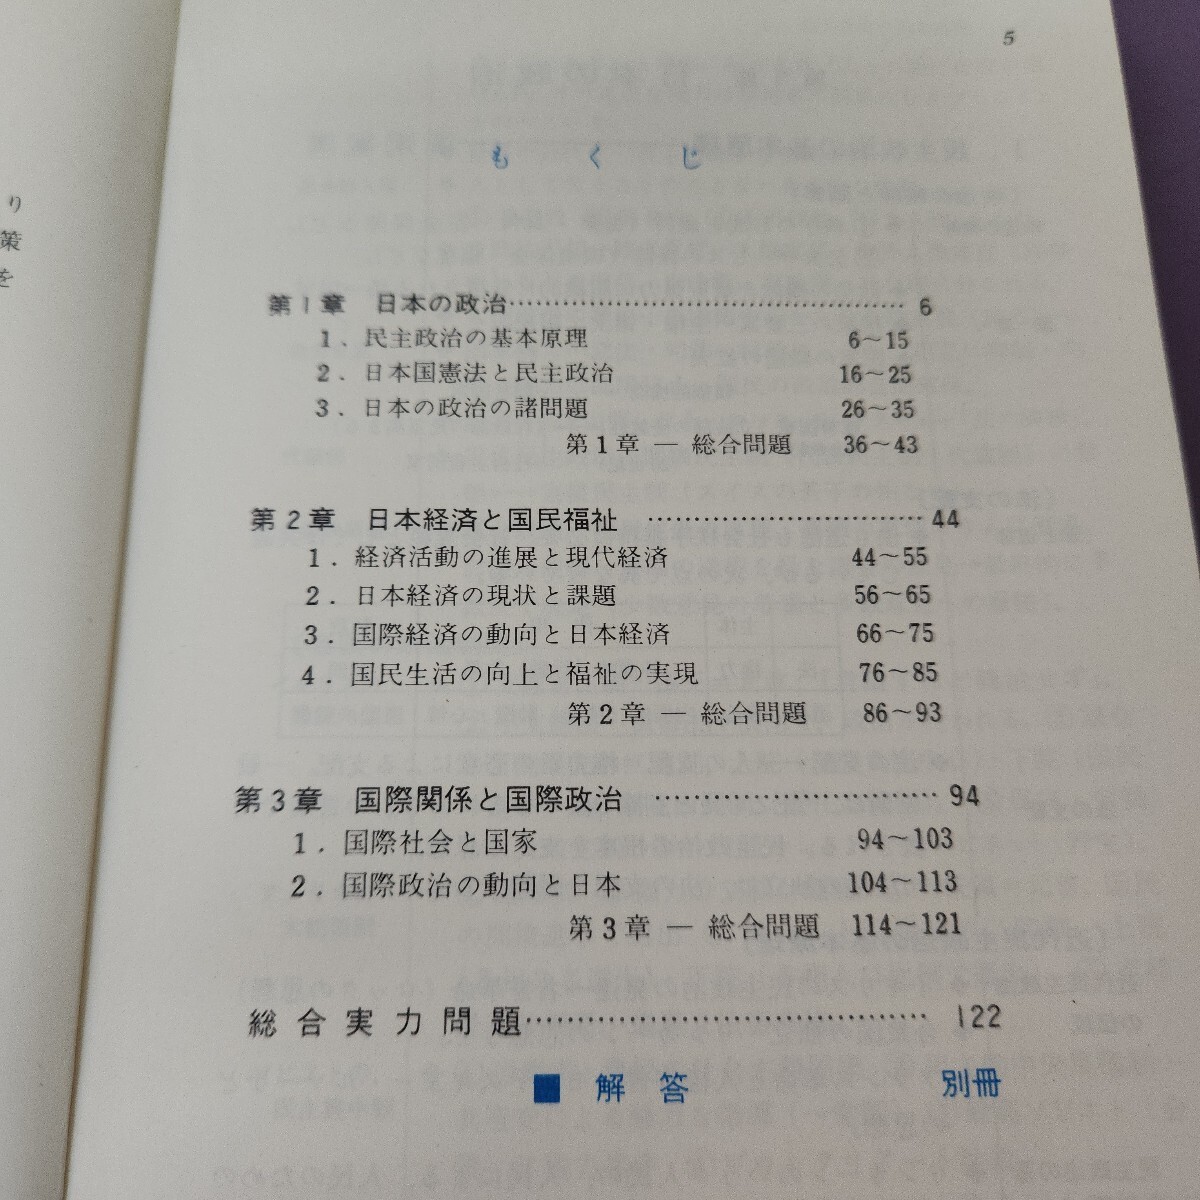 り
策
を
5
もくじ
第1章 日本の政治……………………………………… 6
1．民主政治の基本原理 6～15
2．日本国憲法と民主政治 16～25
3．日本の政治の諸問題 26～35
第1章 ― 総合問題 36～43
第2章 日本経済と国民福祉 ………………………… 44
1．経済活動の進展と現代経済 44～55
2．日本経済の現状と課題 56～65
3．国際経済の動向と日本経済 66～75
4．国民生活の向上と福祉の実現 76～85
第2章 ― 総合問題 86～93
第3章 国際関係と国際政治 ………………………… 94
1．国際社会と国家 94～103
2．国際政治の動向と日本 104～113
第3章 ― 総合問題 114～121
総合実力問題…………………………………… 122
■ 解答 別冊